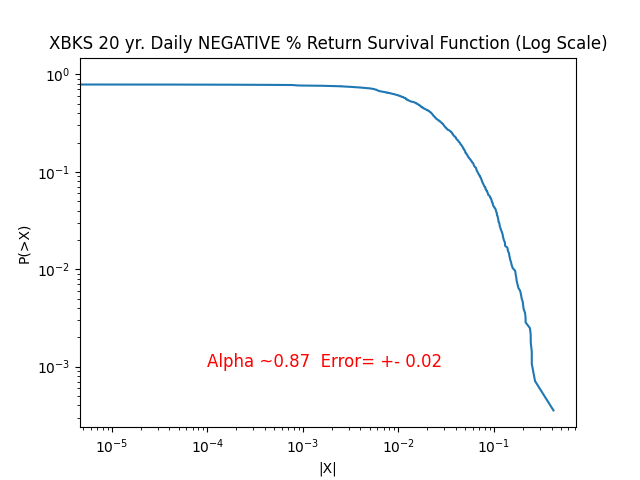 XBKS 20 yr. Daily NEGATIVE % Return Survival Function (Log Scale)
10⁰
10⁻¹
10⁻²
10⁻³
P(>X)
Alpha ~0.87  Error= +- 0.02
10⁻⁵ 10⁻⁴ 10⁻³ 10⁻² 10⁻¹
|X|